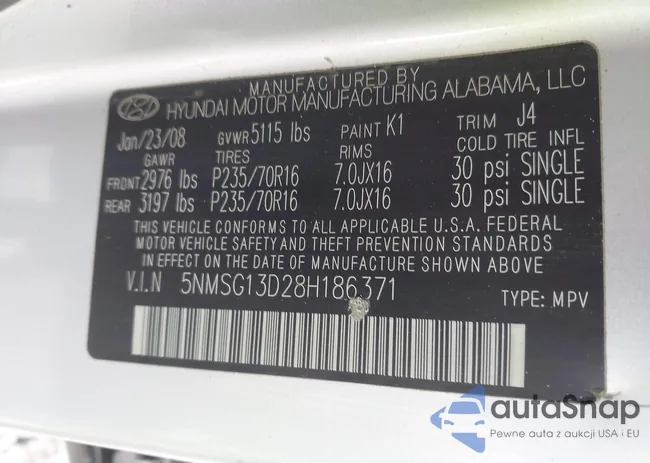 MANUFACTURED BY
HYUNDAI MOTOR MANUFACTURING ALABAMA, LLC
Jan/23/08 GVWR 5115 lbs PAINT K1 TRIM J4
GAWR TIRES RIMS COLD TIRE INFL
FRONT 2976 lbs P235/70R16 7.0JX16 30 psi SINGLE
REAR 3197 lbs P235/70R16 7.0JX16 30 psi SINGLE
THIS VEHICLE CONFORMS TO ALL APPLICABLE U.S.A. FEDERAL
MOTOR VEHICLE SAFETY AND THEFT PREVENTION STANDARDS
IN EFFECT ON THE DATE OF MANUFACTURE SHOWN ABOVE
V.I.N 5NMSG13D28H186371 TYPE: MPV
autaSnap
Pewne auta z aukcji USA i EU